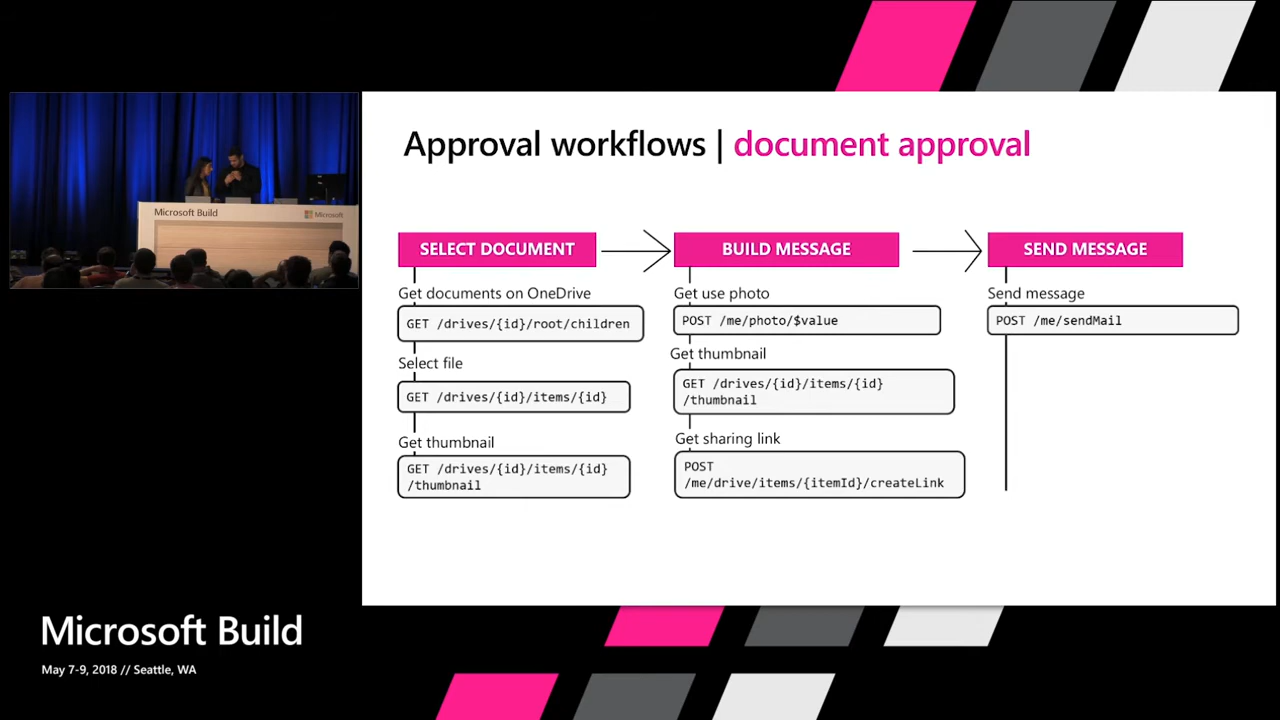 Approval workflows | document approval
Microsoft Build
Microsoft
SELECT DOCUMENT
Get documents on OneDrive
GET /drives/{id}/root/children
Select file
GET /drives/{id}/items/{id}
Get thumbnail
GET /drives/{id}/items/{id}
/thumbnail
BUILD MESSAGE
Get use photo
POST /me/photo/$value
Get thumbnail
GET /drives/{id}/items/{id}
/thumbnail
Get sharing link
POST
/me/drive/items/{itemId}/createLink
SEND MESSAGE
Send message
POST /me/sendMail
Microsoft Build
May 7-9, 2018 // Seattle, WA